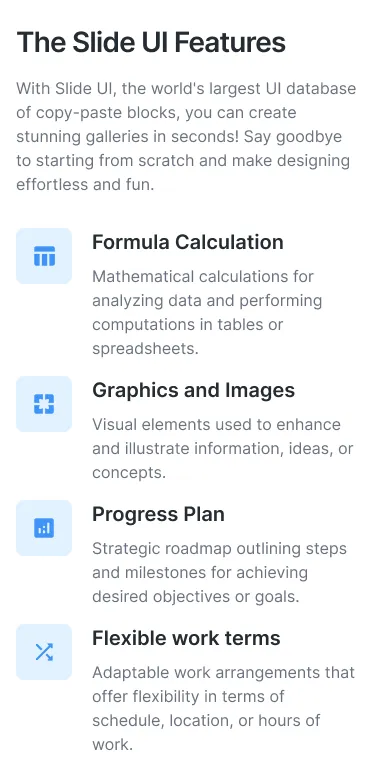 The Slide UI Features
With Slide UI, the world's largest UI database
of copy-paste blocks, you can create
stunning galleries in seconds! Say goodbye
to starting from scratch and make designing
effortless and fun.
Formula Calculation
Mathematical calculations for
analyzing data and performing
computations in tables or
spreadsheets.
Graphics and Images
Visual elements used to enhance
and illustrate information, ideas, or
concepts.
Progress Plan
Strategic roadmap outlining steps
and milestones for achieving
desired objectives or goals.
Flexible work terms
Adaptable work arrangements that
offer flexibility in terms of
schedule, location, or hours of
work.